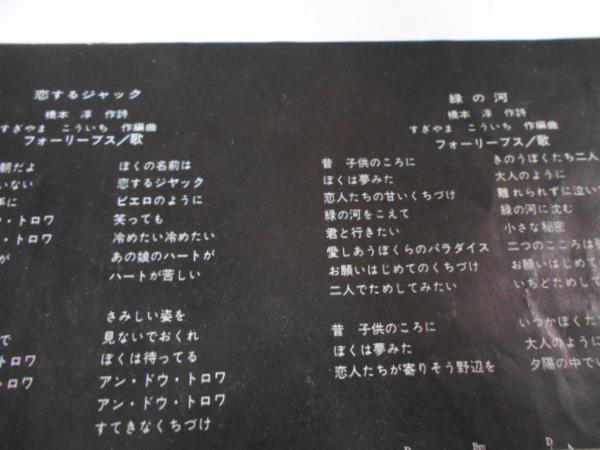 恋するジャック
橋本 淳 作詩
すぎやま こういち 作編曲
フォーリーブス/歌
朝だよ
いない
に
ウ・トロワ
・トロワ
が
で
トロワ
トロワ
ぼくの名前は
恋するジャック
ピエロのように
笑っても
冷めたい冷めたい
あの娘のハートが
ハートが苦しい
さみしい姿を
見ないでおくれ
ぼくは待ってる
アン・ドウ・トロワ
アン・ドウ・トロワ
すてきなくちづけ
緑の河
橋本 淳 作詩
すぎやま こういち 作編曲
フォーリーブス/歌
昔 子供のころに
ぼくは夢みた
恋人たちの甘いくちづけ
緑の河をこえて
君と行きたい
愛しあうぼくらのパラダイス
お願いはじめてのくちづけ
二人でためしてみたい
昔 子供のころに
ぼくは夢みた
恋人たちが寄りそう野辺を
きのうぼくたち二人
大人のように
離れられずに泣い
緑の河に沈む
小さな秘密
二つのこころは
お願いはじめて
いちどためして
いつかぼくた
大人のように
夕陽の中で
Bm
D